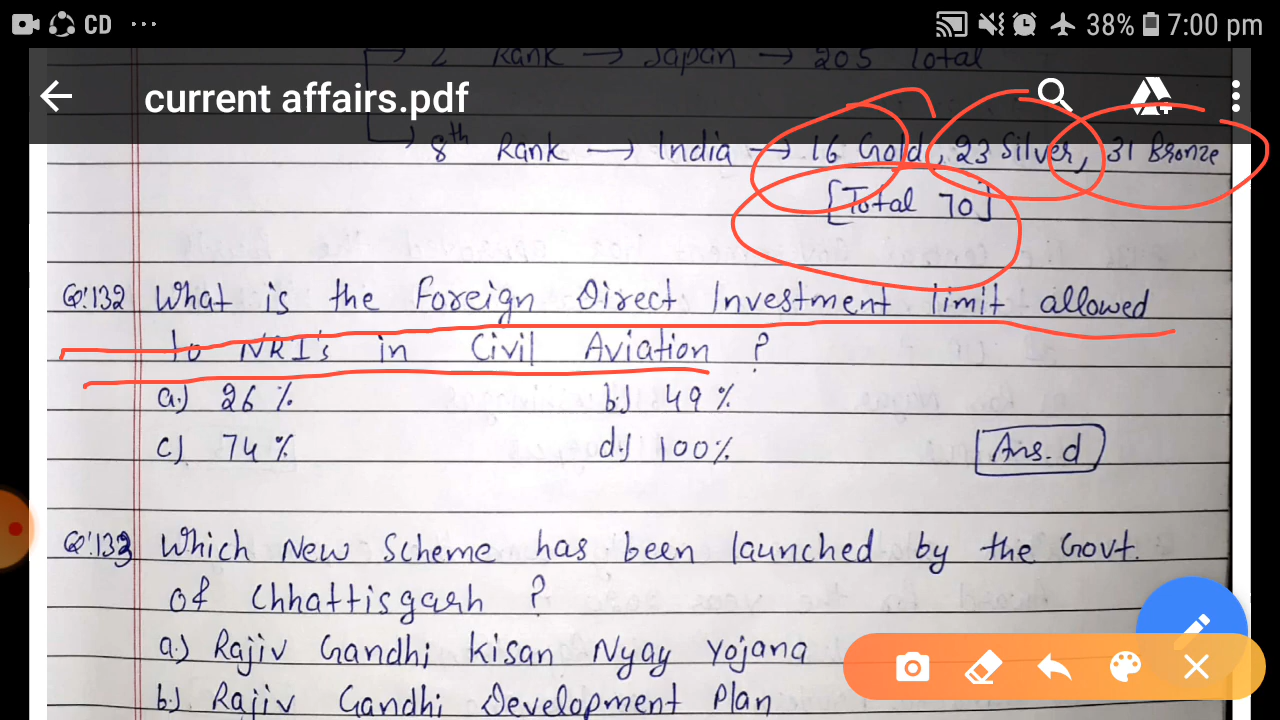 CD ... 38% 7:00 pm
2 Rank → Japan → 205 Total
current affairs.pdf
8th Rank → India → 16 Gold, 23 Silver, 31 Bronze
[Total 70]
Q:132 What is the Foreign Direct Investment limit allowed
to NRI's in Civil Aviation ?
a.) 26% b.) 49%
c.) 74% d.) 100% Ans. d
Q:133 Which New Scheme has been launched by the Govt.
of Chhattisgarh ?
a.) Rajiv Gandhi Kisan Nyay Yojana
b.) Rajiv Gandhi Development Plan